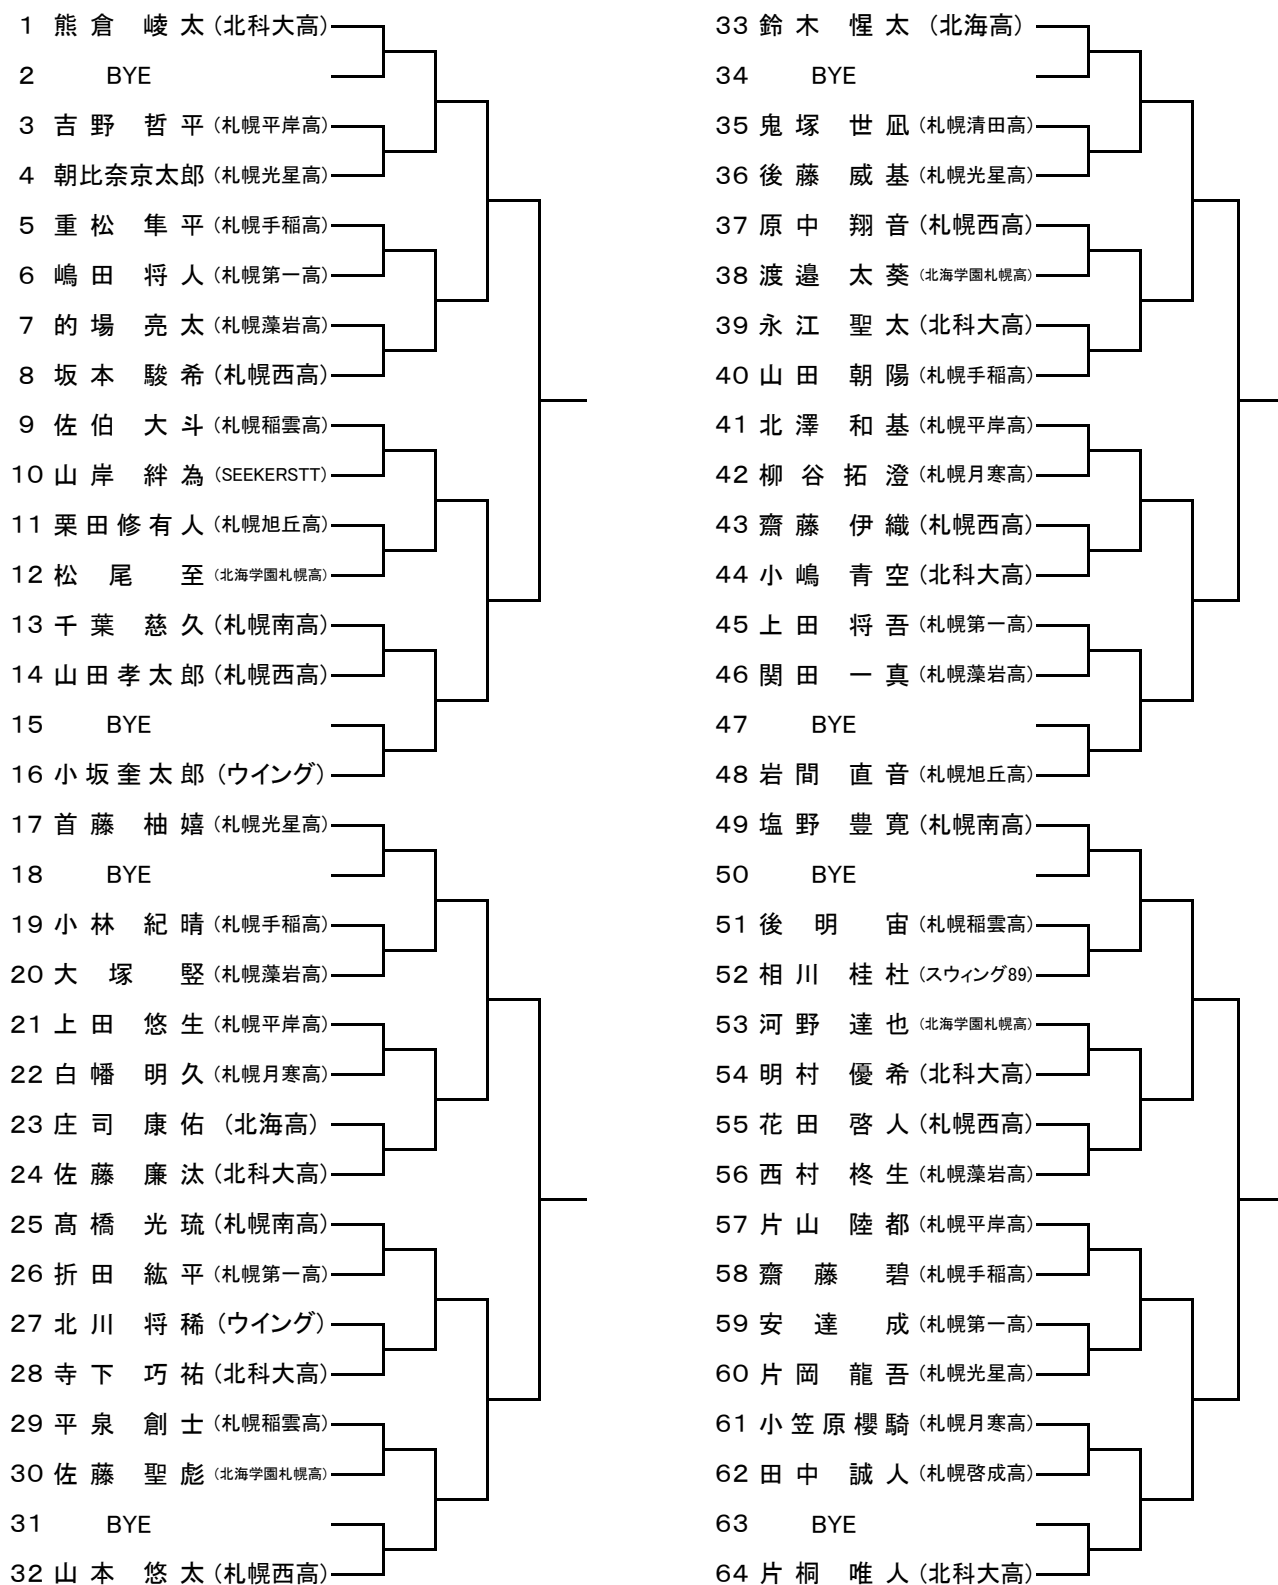 1 熊倉 崚太 (北科大高)
2 BYE
3 吉野 哲平 (札幌平岸高)
4 朝比奈京太郎 (札幌光星高)
5 重松 隼平 (札幌手稲高)
6 嶋田 将人 (札幌第一高)
7 的場 亮太 (札幌藻岩高)
8 坂本 駿希 (札幌西高)
9 佐伯 大斗 (札幌稲雲高)
10 山岸 絆為 (SEEKERSTT)
11 栗田修有人 (札幌旭丘高)
12 松尾 至 (北海学園札幌高)
13 千葉 慈久 (札幌南高)
14 山田孝太郎 (札幌西高)
15 BYE
16 小坂奎太郎 (ウイング)
17 首藤 柚嬉 (札幌光星高)
18 BYE
19 小林 紀晴 (札幌手稲高)
20 大塚 竪 (札幌藻岩高)
21 上田 悠生 (札幌平岸高)
22 白幡 明久 (札幌月寒高)
23 庄司 康佑 (北海高)
24 佐藤 廉汰 (北科大高)
25 髙橋 光琉 (札幌南高)
26 折田 紘平 (札幌第一高)
27 北川 将稀 (ウイング)
28 寺下 巧祐 (北科大高)
29 平泉 創士 (札幌稲雲高)
30 佐藤 聖彪 (北海学園札幌高)
31 BYE
32 山本 悠太 (札幌西高)
33 鈴木 惺太 (北海高)
34 BYE
35 鬼塚 世凪 (札幌清田高)
36 後藤 威基 (札幌光星高)
37 原中 翔音 (札幌西高)
38 渡邉 太葵 (北海学園札幌高)
39 永江 聖太 (北科大高)
40 山田 朝陽 (札幌手稲高)
41 北澤 和基 (札幌平岸高)
42 柳谷拓澄 (札幌月寒高)
43 齋藤 伊織 (札幌西高)
44 小嶋 青空 (北科大高)
45 上田 将吾 (札幌第一高)
46 関田 一真 (札幌藻岩高)
47 BYE
48 岩間 直音 (札幌旭丘高)
49 塩野 豊寛 (札幌南高)
50 BYE
51 後明 宙 (札幌稲雲高)
52 相川 桂杜 (スウィング89)
53 河野 達也 (北海学園札幌高)
54 明村 優希 (北科大高)
55 花田 啓人 (札幌西高)
56 西村 柊生 (札幌藻岩高)
57 片山 陸都 (札幌平岸高)
58 齋藤 碧 (札幌手稲高)
59 安達 成 (札幌第一高)
60 片岡 龍吾 (札幌光星高)
61 小笠原櫻騎 (札幌月寒高)
62 田中 誠人 (札幌啓成高)
63 BYE
64 片桐 唯人 (北科大高)